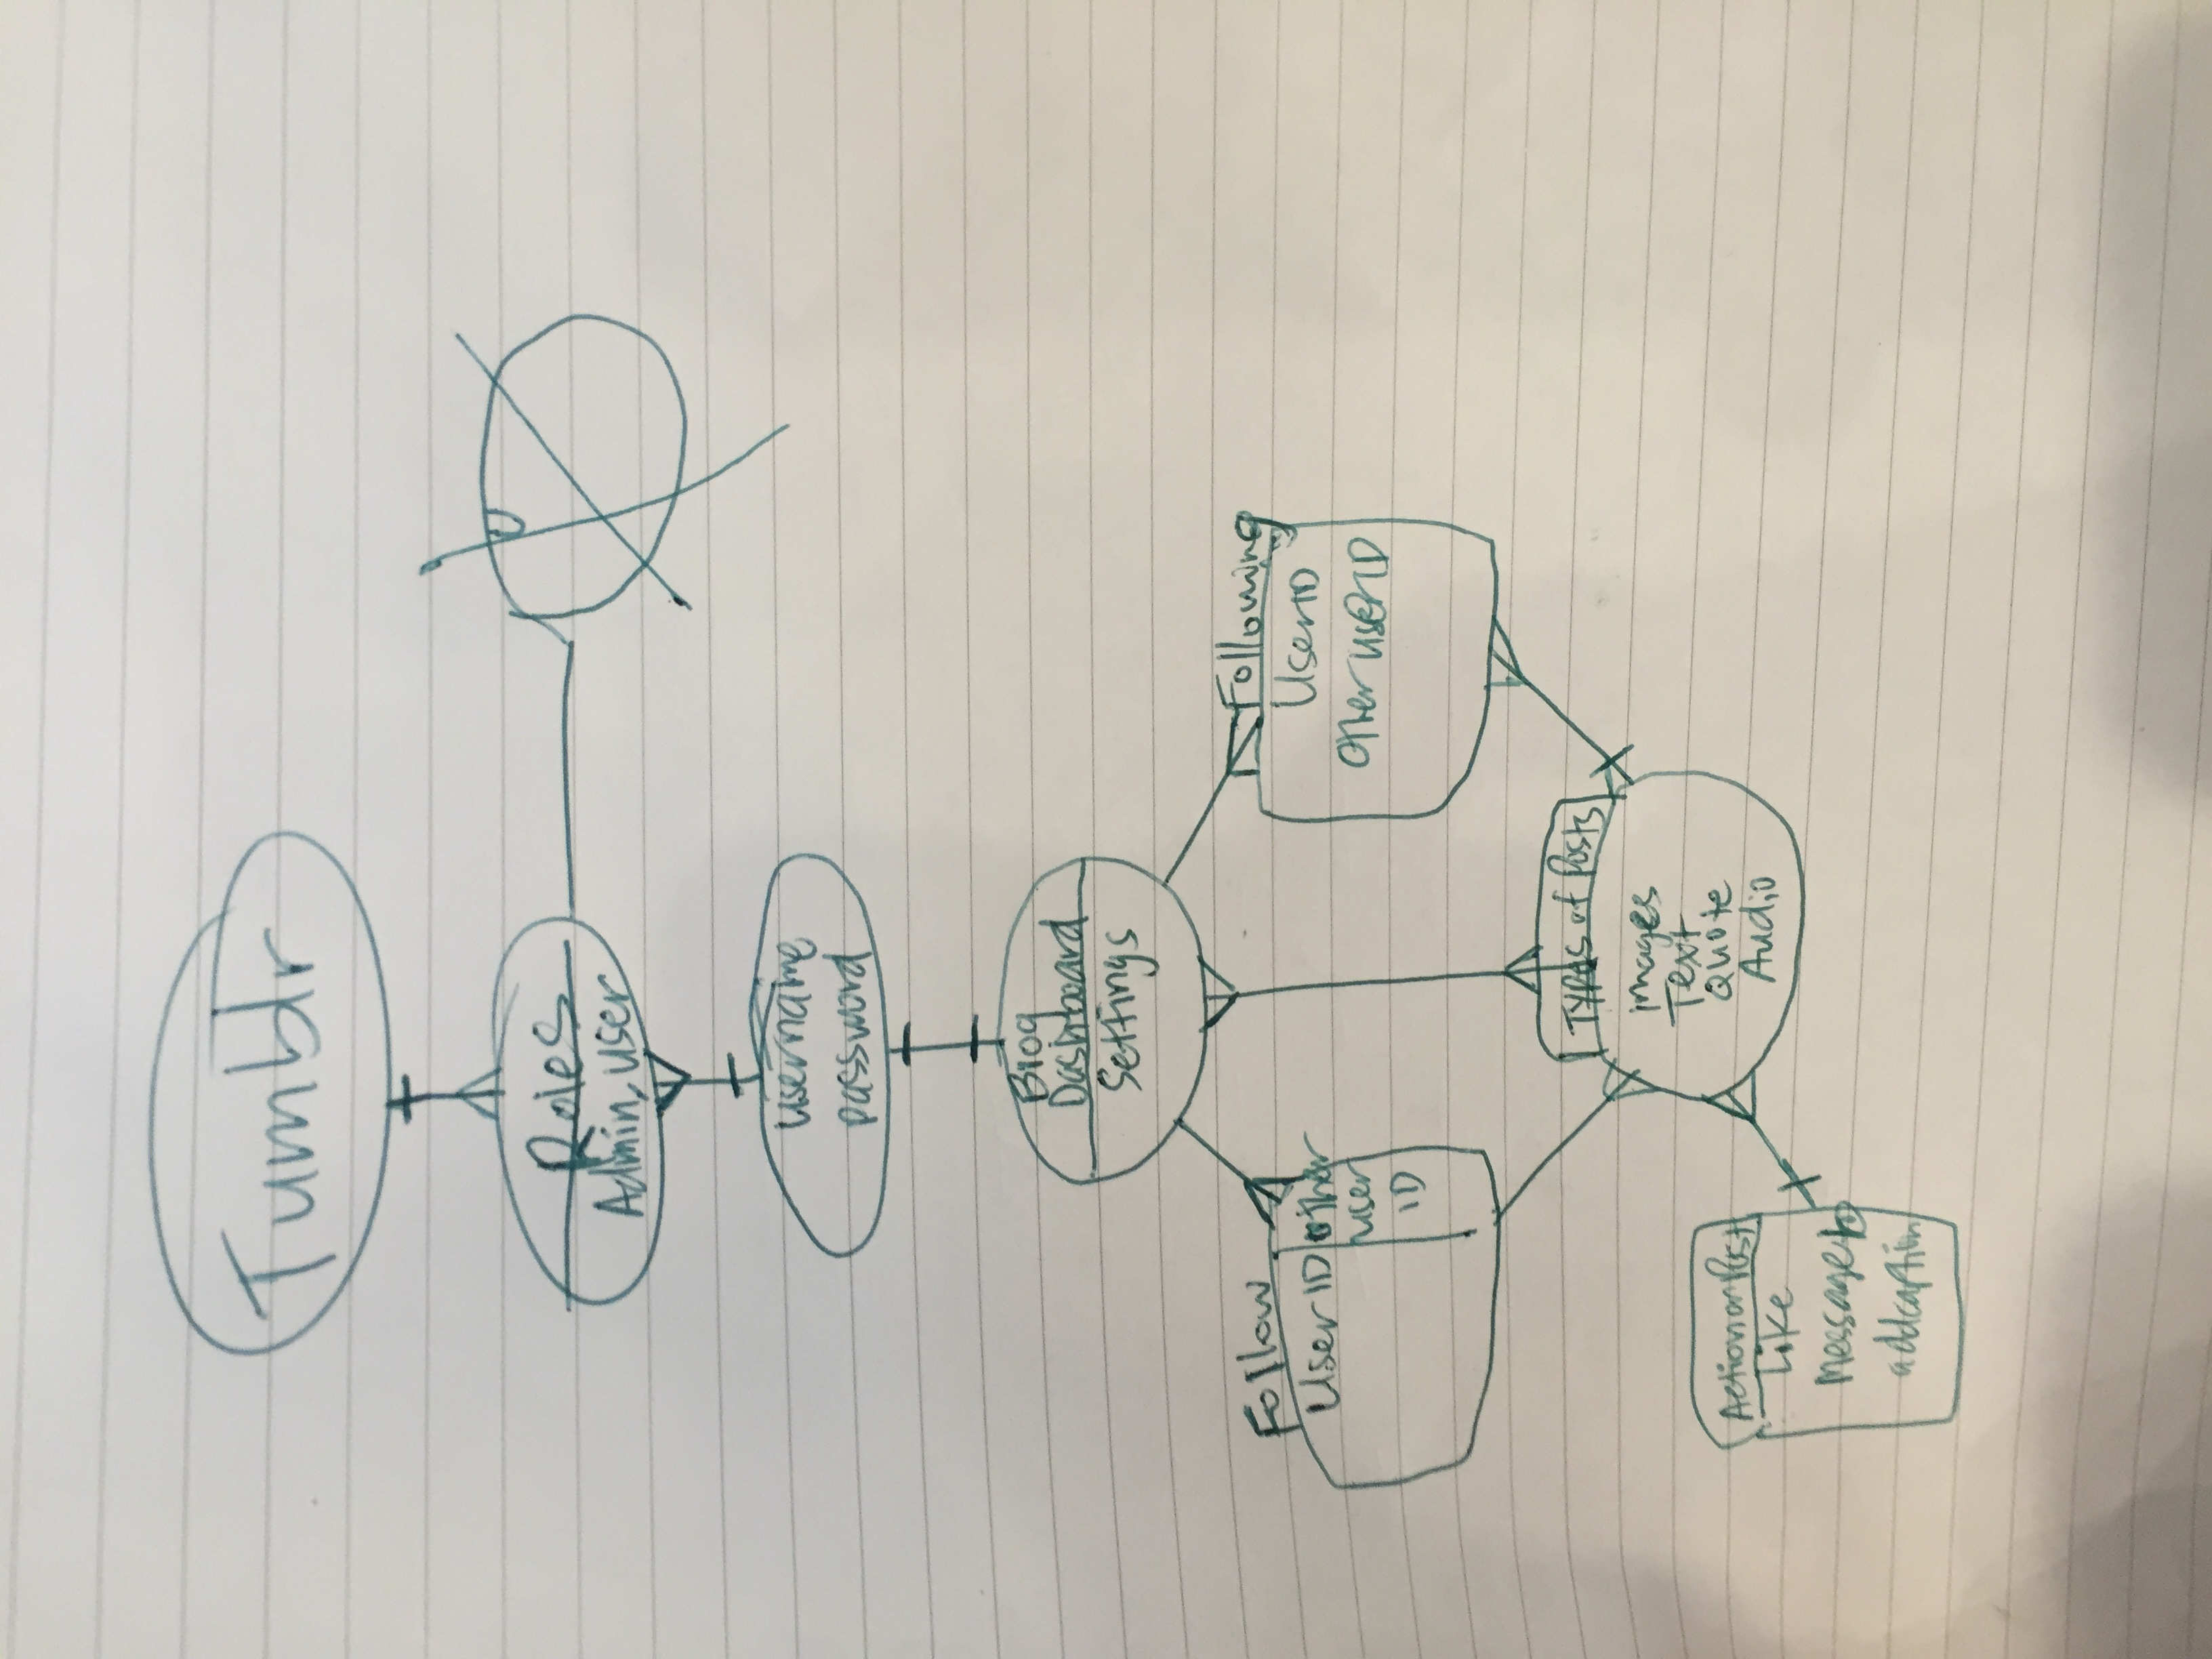 Tumblr
Roles
Admin, user
U
username
password
Blog
Dashboard
Settings
Follow
User ID
other
user
ID
Following
UserID
Other userID
Types of Posts
images
Text
Quote
Audio
Action on Post
Like
Message
add caption